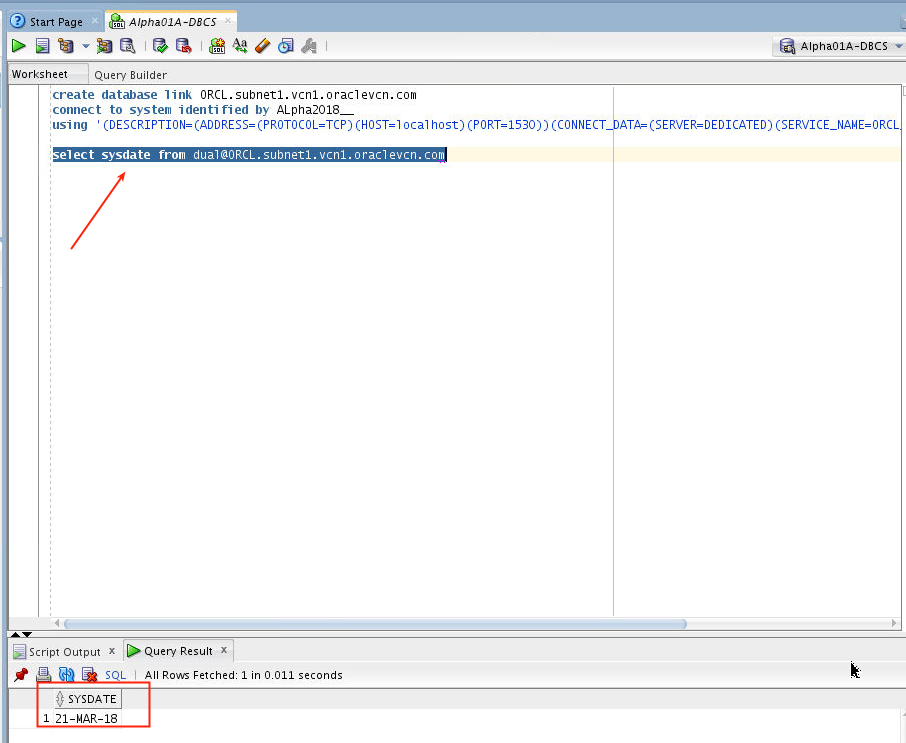 Start Page
Alpha01A-DBCS
Alpha01A-DBCS
Worksheet
Query Builder
create database link ORCL.subnet1.vcn1.oraclevcn.com
connect to system identified by ALpha2018__
using '(DESCRIPTION=(ADDRESS=(PROTOCOL=TCP)(HOST=localhost)(PORT=1530))(CONNECT_DATA=(SERVER=DEDICATED)(SERVICE_NAME=ORCL_
select sysdate from dual@ORCL.subnet1.vcn1.oraclevcn.com
Script Output x
Query Result x
SQL | All Rows Fetched: 1 in 0.011 seconds
SYSDATE
1 21-MAR-18